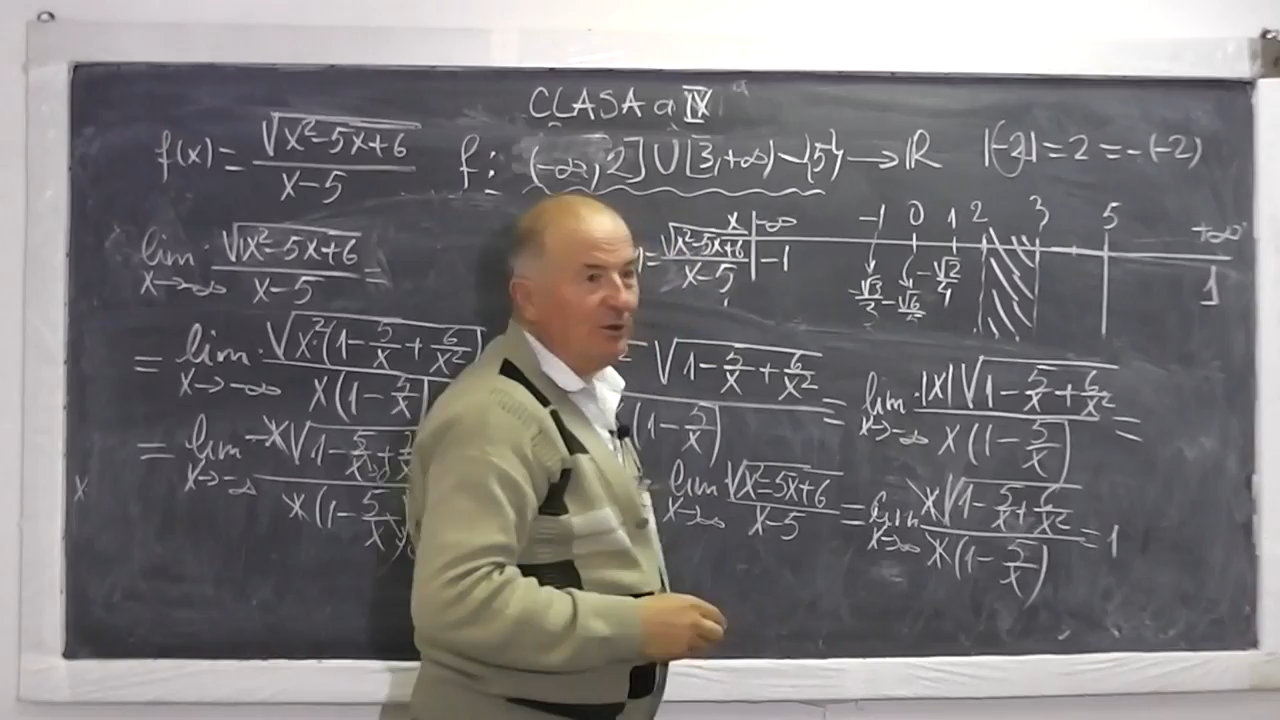 CLASA a IX a
f(x) = √(x²-5x+6) / (x-5) f: (-∞, 2] ∪ [3, +∞) - {5} → ℝ |(-2)| = 2 = -(-2)
lim x→-∞ √(x²-5x+6) / (x-5) =
x | -∞ -1 0 1 2 3 5 +∞
= √(x²-5x+6) / (x-5) | -1 -√3/3 -√6/5 -√2/4 1
= lim x→-∞ √(x²(1-5/x+6/x²) / x(1-5/x) √(1-5/x+6/x²) / (1-5/x) = lim x→-∞ |x|√(1-5/x+6/x²) / x(1-5/x) =
= lim x→-∞ -x√(1-5/x+ / x(1-5/x
lim x→∞ √(x²-5x+6) / (x-5) = lim x→∞ x√(1-5/x+6/x²) / x(1-5/x) = 1
x